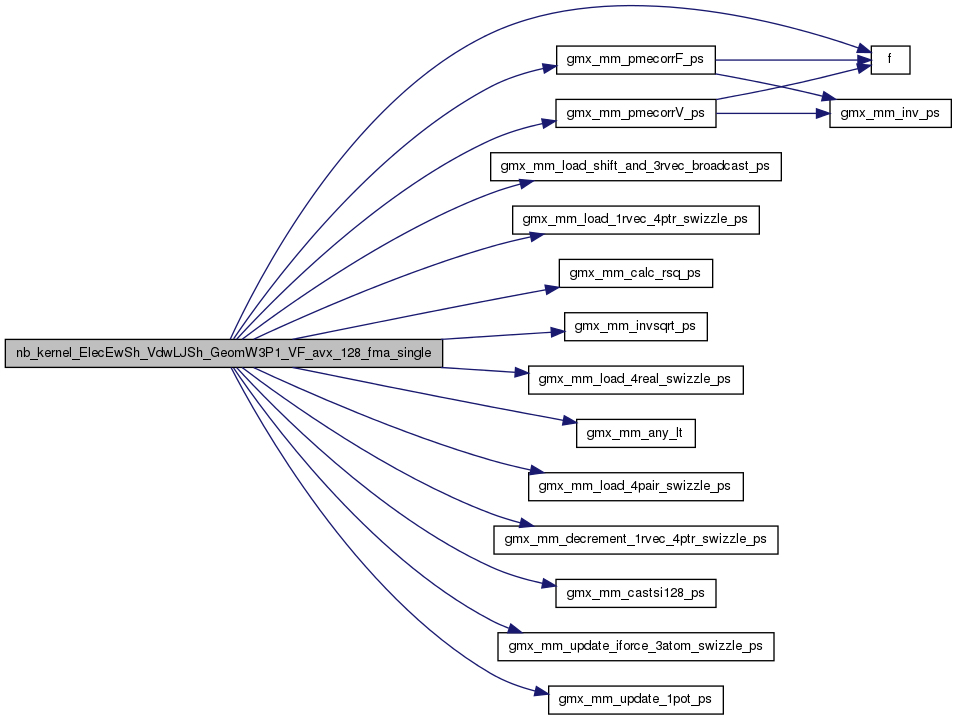 gmx_mm_pmecorrF_ps
f
gmx_mm_pmecorrV_ps
gmx_mm_inv_ps
gmx_mm_load_shift_and_3rvec_broadcast_ps
gmx_mm_load_1rvec_4ptr_swizzle_ps
gmx_mm_calc_rsq_ps
gmx_mm_invsqrt_ps
nb_kernel_ElecEwSh_VdwLJSh_GeomW3P1_VF_avx_128_fma_single
gmx_mm_load_4real_swizzle_ps
gmx_mm_any_lt
gmx_mm_load_4pair_swizzle_ps
gmx_mm_decrement_1rvec_4ptr_swizzle_ps
gmx_mm_castsi128_ps
gmx_mm_update_iforce_3atom_swizzle_ps
gmx_mm_update_1pot_ps